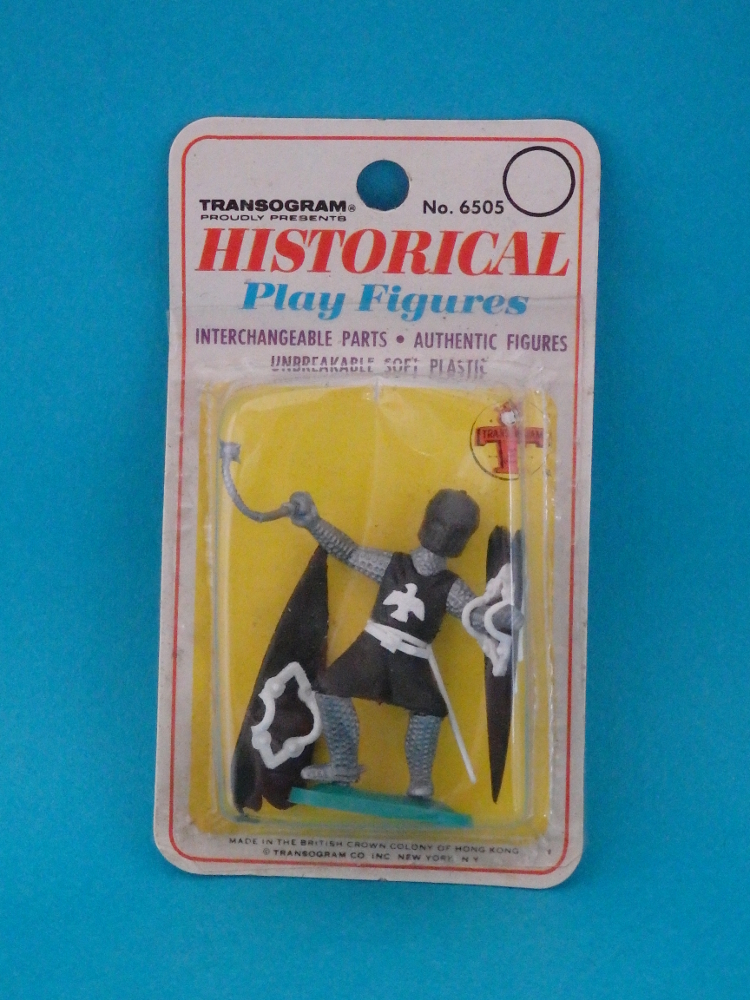 TRANSOGRAM®
PROUDLY PRESENTS
No. 6505
HISTORICAL
Play Figures
INTERCHANGEABLE PARTS • AUTHENTIC FIGURES
UNBREAKABLE SOFT PLASTIC
TRANSOGRAM
MADE IN THE BRITISH CROWN COLONY OF HONG KONG
© TRANSOGRAM CO. INC. NEW YORK, N.Y.